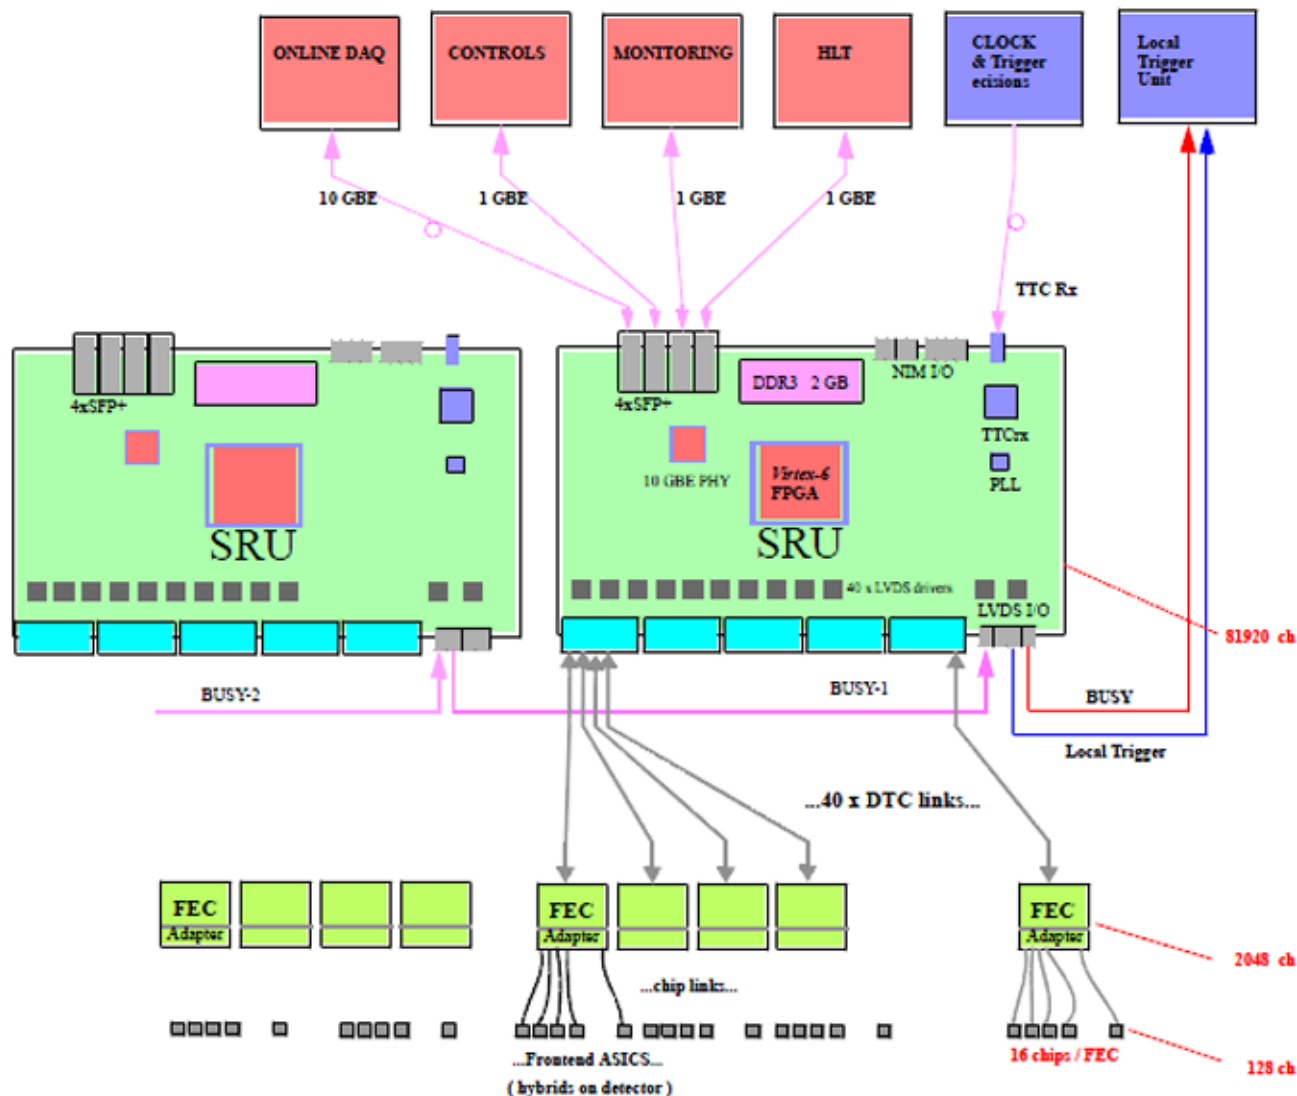 ONLINE DAQ
CONTROLS
MONITORING
HLT
CLOCK
& Trigger
ecisions
Local
Trigger
Unit
10 GBE
1 GBE
1 GBE
1 GBE
TTC Rx
4xSFP+
SRU
4xSFP+
DDR3 2 GB
NIM I/O
TTCrx
PLL
10 GBE PHY
Virtex-6
FPGA
SRU
40 x LVDS drivers
LVDS I/O
81920 ch
BUSY-2
BUSY-1
BUSY
Local Trigger
...40 x DTC links...
FEC
Adapter
FEC
Adapter
FEC
Adapter
2048 ch
...chip links...
...Frontend ASICS...
( hybrids on detector )
16 chips / FEC
128 ch